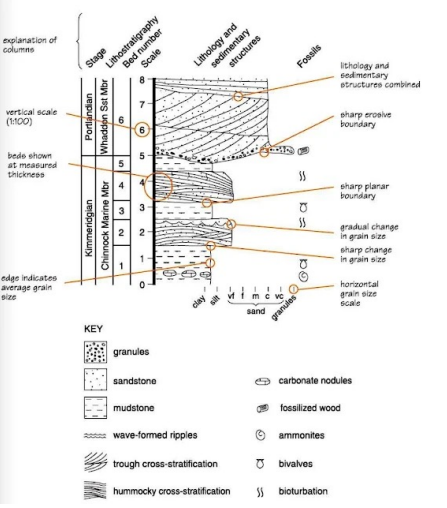 explanation of
columns
Stage
Lithostratigraphy
Bed number
Scale
Lithology and
sedimentary
structures
Fossils
lithology and
sedimentary
structures combined
vertical scale
(1:100)
sharp erosive
boundary
beds shown
at measured
thickness
sharp planar
boundary
gradual change
in grain size
sharp change
in grain size
edge indicates
average grain
size
horizontal
grain size
scale
Portlandian
Whaddon Sst Mbr
Kimmeridgian
Chinnock Marine Mbr
6
5
4
3
2
1
8
7
6
5
4
3
2
1
0
clay
silt
vf f m c vc
sand
granules
KEY
granules
sandstone
carbonate nodules
mudstone
fossilized wood
wave-formed ripples
ammonites
trough cross-stratification
bivalves
hummocky cross-stratification
bioturbation